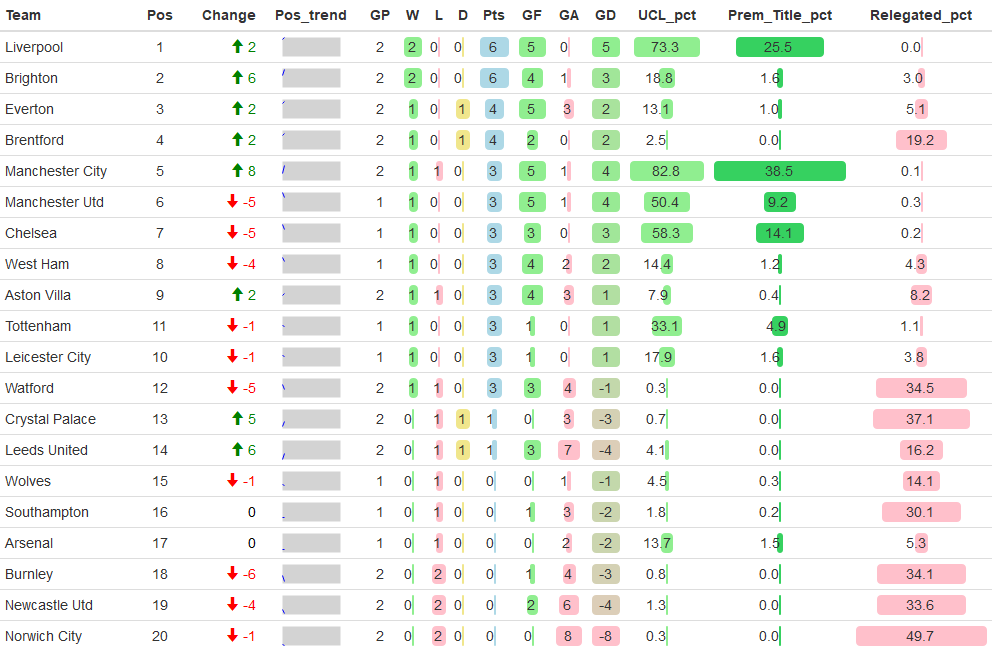 Team Pos Change Pos_trend GP W L D Pts GF GA GD UCL_pct Prem_Title_pct Relegated_pct
Liverpool 1 2 2 2 0 0 6 5 0 5 73.3 25.5 0.0
Brighton 2 6 2 2 0 0 6 4 1 3 18.8 1.6 3.0
Everton 3 2 2 1 0 1 4 5 3 2 13.1 1.0 5.1
Brentford 4 2 2 1 0 1 4 2 0 2 2.5 0.0 19.2
Manchester City 5 8 2 1 1 0 3 5 1 4 82.8 38.5 0.1
Manchester Utd 6 -5 1 1 0 0 3 5 1 4 50.4 9.2 0.3
Chelsea 7 -5 1 1 0 0 3 3 0 3 58.3 14.1 0.2
West Ham 8 -4 1 1 0 0 3 4 2 2 14.4 1.2 4.3
Aston Villa 9 2 2 1 1 0 3 4 3 1 7.9 0.4 8.2
Tottenham 11 -1 1 1 0 0 3 1 0 1 33.1 4.9 1.1
Leicester City 10 -1 1 1 0 0 3 1 0 1 17.9 1.6 3.8
Watford 12 -5 2 1 1 0 3 3 4 -1 0.3 0.0 34.5
Crystal Palace 13 5 2 0 1 1 1 0 3 -3 0.7 0.0 37.1
Leeds United 14 6 2 0 1 1 1 3 7 -4 4.1 0.0 16.2
Wolves 15 -1 1 0 1 0 0 0 1 -1 4.5 0.3 14.1
Southampton 16 0 1 0 1 0 0 1 3 -2 1.8 0.2 30.1
Arsenal 17 0 1 0 1 0 0 0 2 -2 13.7 1.5 5.3
Burnley 18 -6 2 0 2 0 0 1 4 -3 0.8 0.0 34.1
Newcastle Utd 19 -4 2 0 2 0 0 2 6 -4 1.3 0.0 33.6
Norwich City 20 -1 2 0 2 0 0 0 8 -8 0.3 0.0 49.7